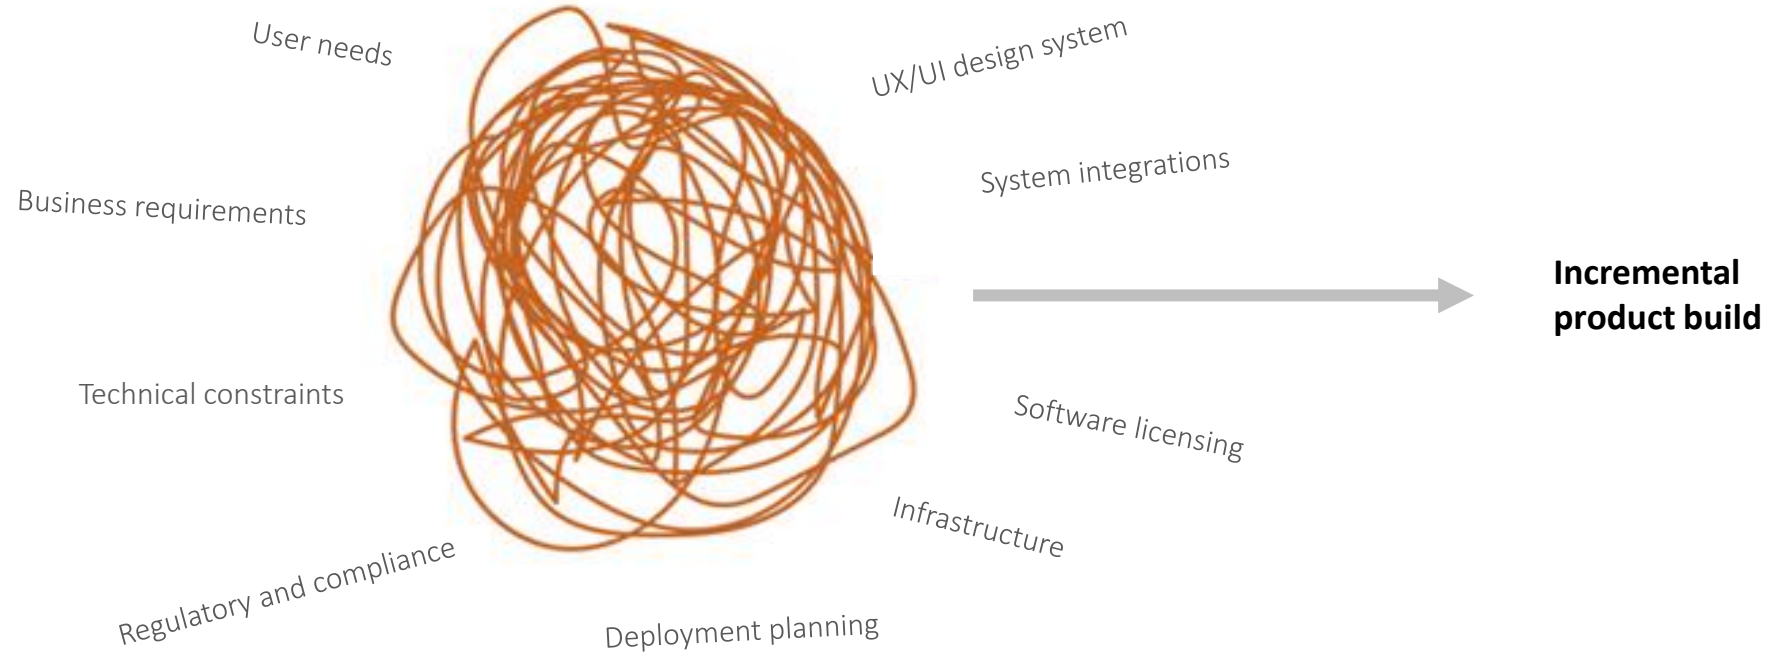 User needs
UX/UI design system
System integrations
Business requirements
Incremental
product build
Technical constraints
Software licensing
Infrastructure
Regulatory and compliance
Deployment planning